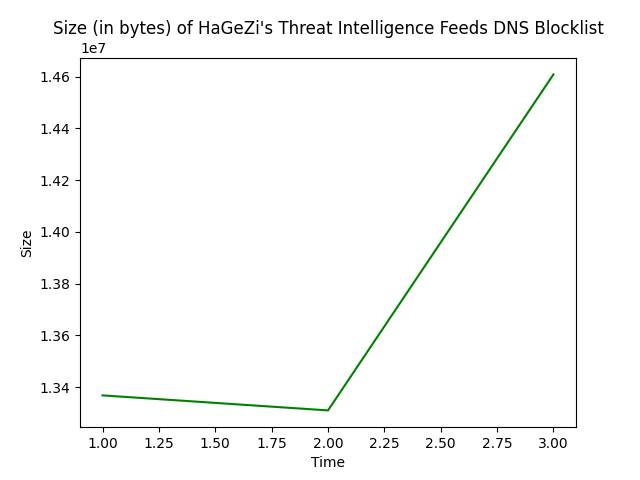 Size (in bytes) of HaGeZi's Threat Intelligence Feeds DNS Blocklist
1e7
1.46
1.44
1.42
1.40
1.38
1.36
1.34
Size
1.00 1.25 1.50 1.75 2.00 2.25 2.50 2.75 3.00
Time